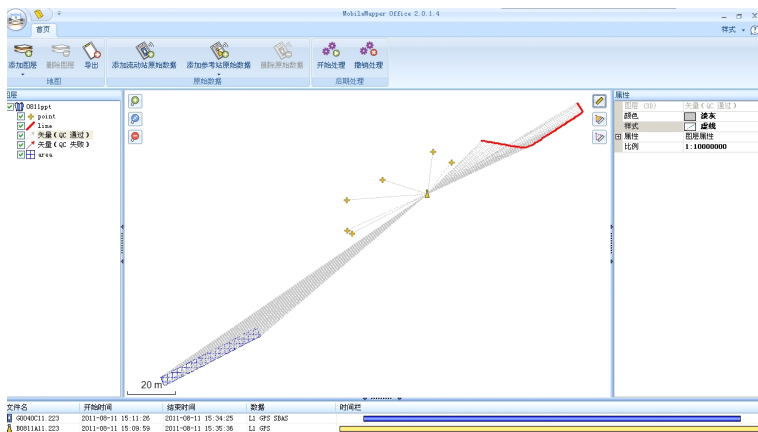 MobileMapper Office 2.0.1.4
首页
样式
添加图层 删除图层 导出 添加流动站原始数据 添加参考站原始数据 删除原始数据 开始处理 撤销处理
地图 原始数据 后期处理
图层
0811ppt
point
line
矢量(QC 通过)
矢量(QC 失败)
area
20 m
属性
图层 (3D) 矢量(QC 通过)
颜色 淡灰
样式 虚线
属性 图层属性
比例 1:10000000
文件名 开始时间 结束时间 数据 时间栏
G0040C11.223 2011-08-11 15:11:26 2011-08-11 15:34:25 L1 GPS SBAS
B0811A11.223 2011-08-11 15:09:59 2011-08-11 15:35:36 L1 GPS